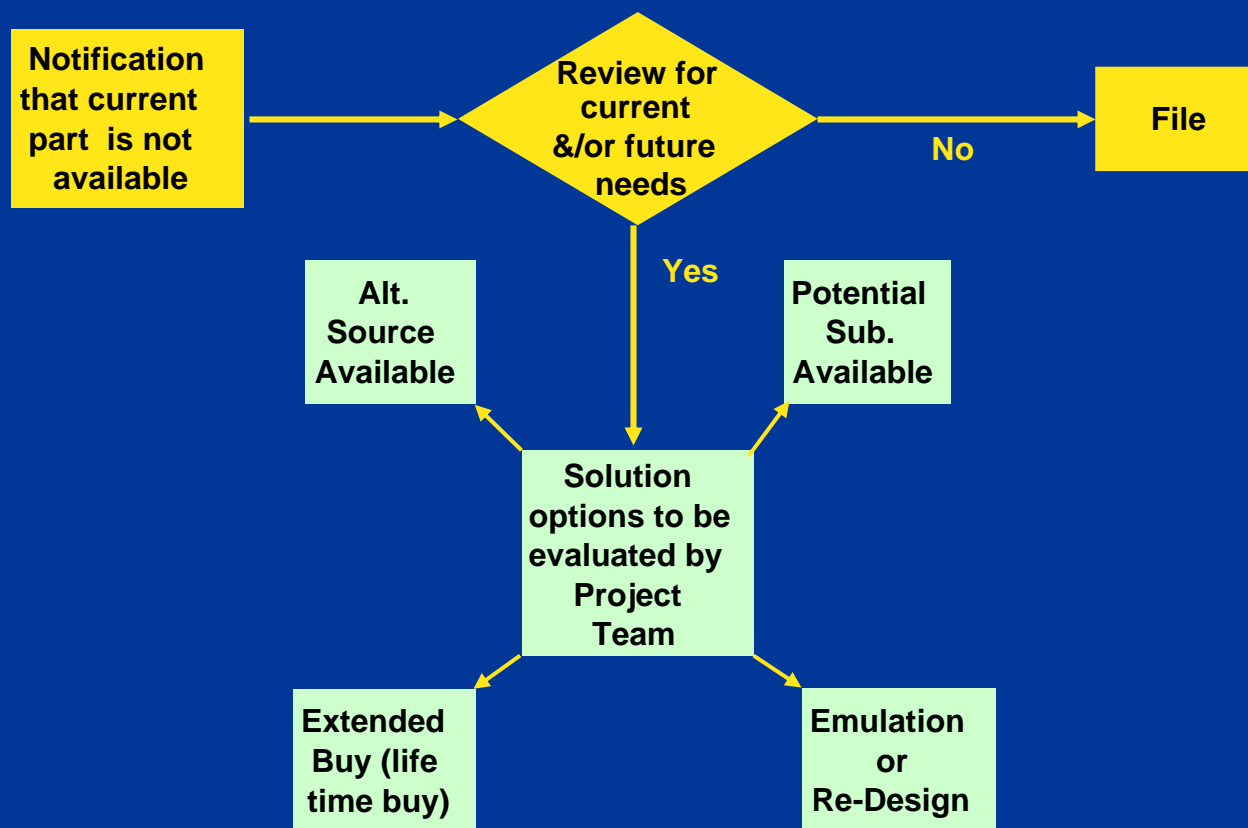 Notification
that current
part is not
available
Review for
current
&/or future
needs
No
File
Yes
Alt.
Source
Available
Potential
Sub.
Available
Solution
options to be
evaluated by
Project
Team
Extended
Buy (life
time buy)
Emulation
or
Re-Design